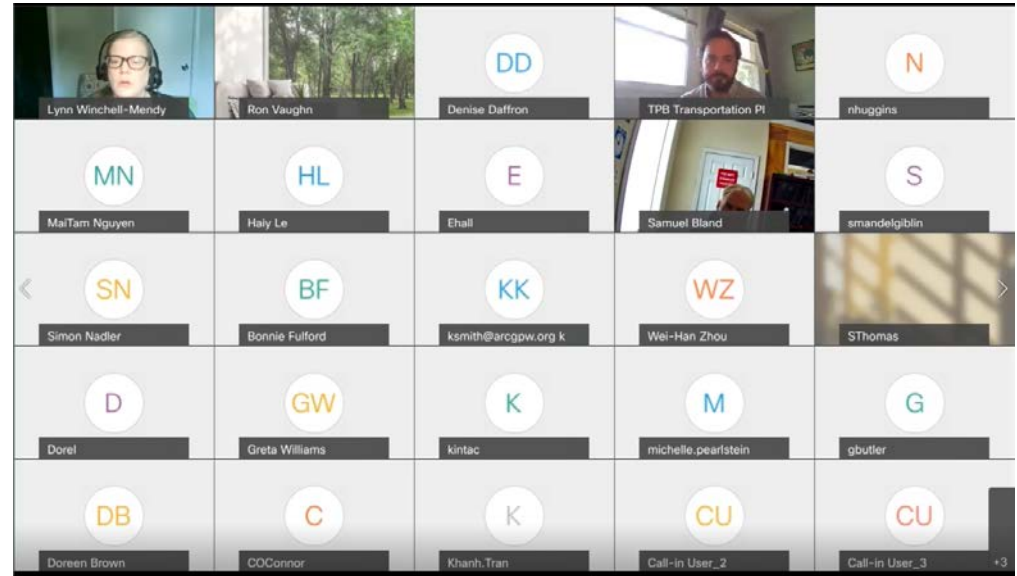 Lynn Winchell-Mendy
Ron Vaughn
DD
Denise Daffron
TPB Transportation Pl
N
nhuggins
MN
MaiTam Nguyen
HL
Haiy Le
E
Ehall
Samuel Bland
S
smandelgiblin
SN
Simon Nadler
BF
Bonnie Fulford
KK
ksmith@arcgpw.org k
WZ
Wei-Han Zhou
SThomas
D
Dorel
GW
Greta Williams
K
kintac
M
michelle.pearlstein
G
gbutler
DB
Doreen Brown
C
COConnor
K
Khanh.Tran
CU
Call-in User_2
CU
Call-in User_3
+3